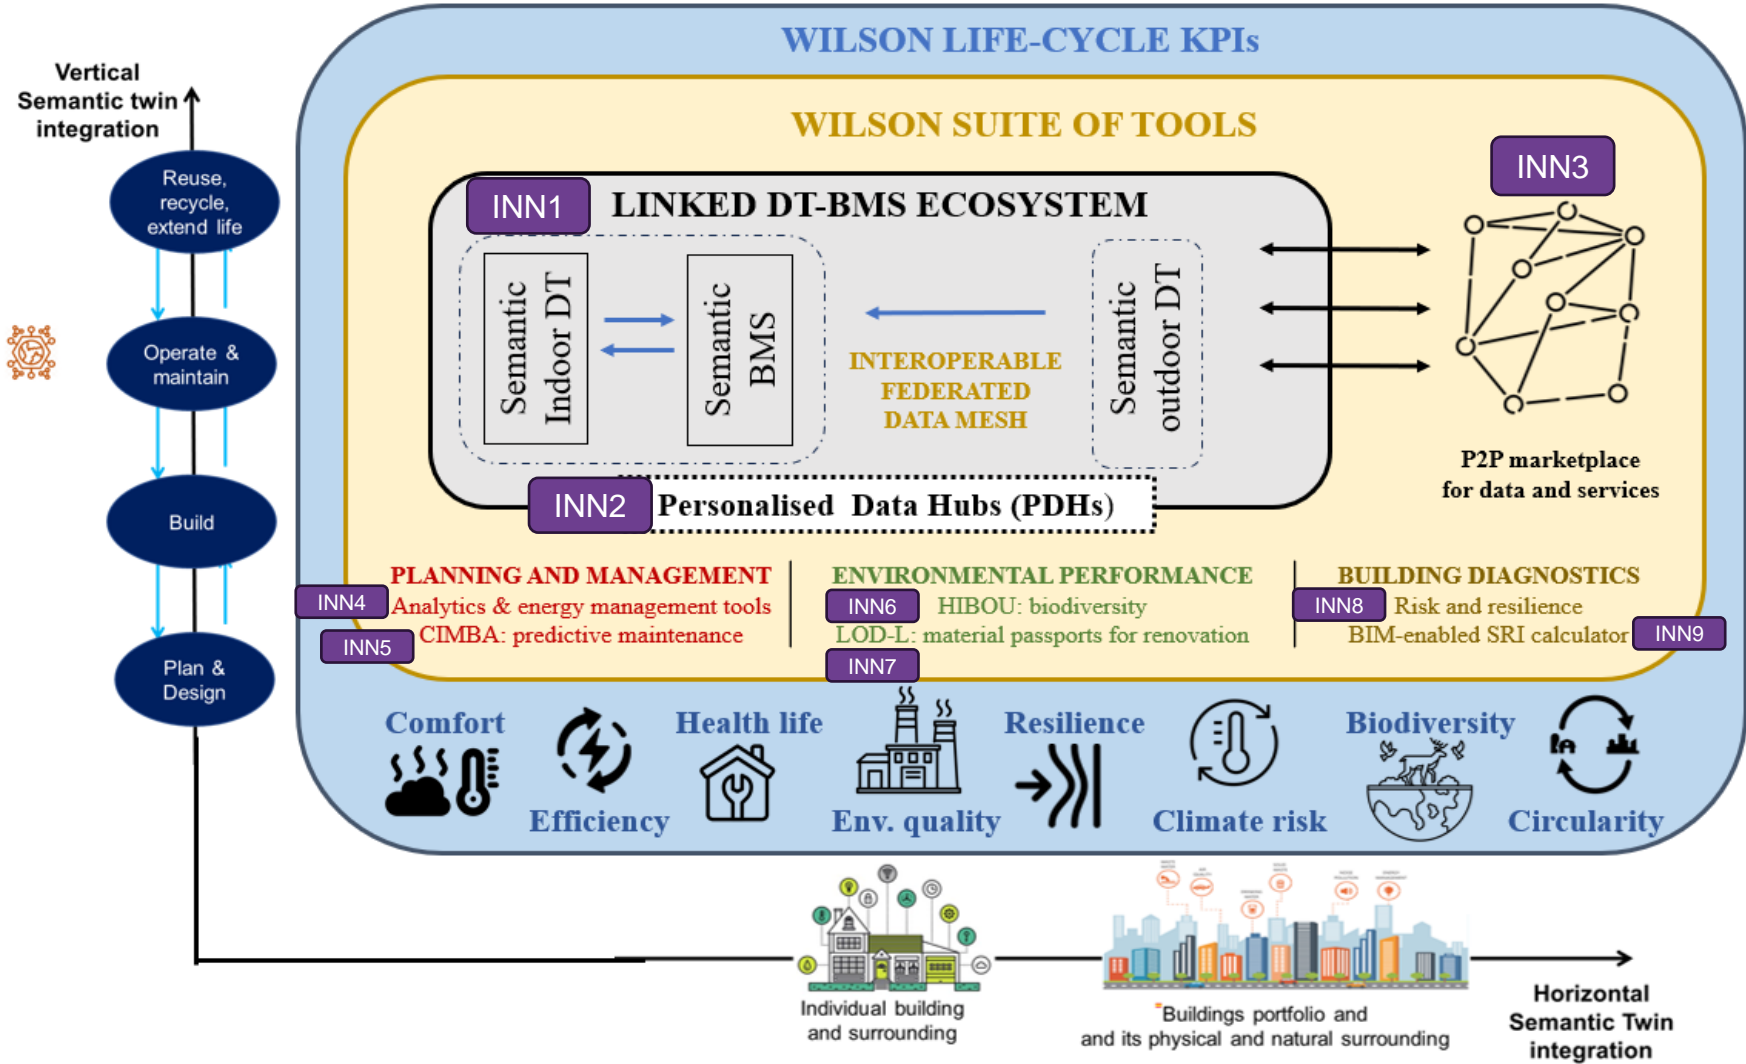 WILSON LIFE-CYCLE KPIs
WILSON SUITE OF TOOLS
Vertical
Semantic twin
integration
Reuse,
recycle,
extend life
Operate &
maintain
Build
Plan &
Design
INN1
LINKED DT-BMS ECOSYSTEM
Semantic
Indoor DT
Semantic
BMS
INTEROPERABLE
FEDERATED
DATA MESH
Semantic
outdoor DT
INN3
P2P marketplace
for data and services
INN2
Personalised Data Hubs (PDHs)
PLANNING AND MANAGEMENT
INN4
Analytics & energy management tools
INN5
CIMBA: predictive maintenance
ENVIRONMENTAL PERFORMANCE
INN6
HIBOU: biodiversity
LOD-L: material passports for renovation
INN7
BUILDING DIAGNOSTICS
INN8
Risk and resilience
BIM-enabled SRI calculator
INN9
Comfort
Efficiency
Health life
Env. quality
Resilience
Climate risk
Biodiversity
Circularity
Individual building
and surrounding
Buildings portfolio and
and its physical and natural surrounding
Horizontal
Semantic Twin
integration